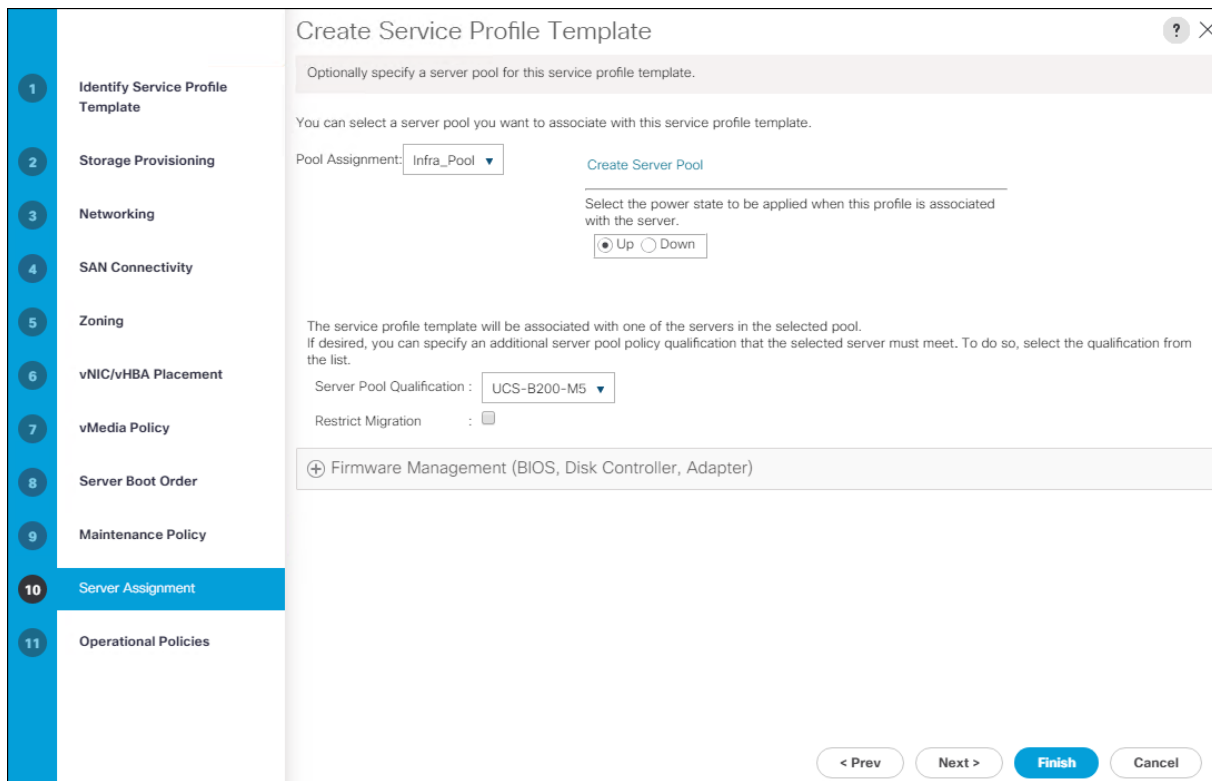 Create Service Profile Template
?
Optionally specify a server pool for this service profile template.
1
Identify Service Profile
Template
2
Storage Provisioning
3
Networking
4
SAN Connectivity
5
Zoning
6
vNIC/vHBA Placement
7
vMedia Policy
8
Server Boot Order
9
Maintenance Policy
10
Server Assignment
11
Operational Policies
You can select a server pool you want to associate with this service profile template.
Pool Assignment: Infra_Pool
Create Server Pool
Select the power state to be applied when this profile is associated
with the server.
Up Down
The service profile template will be associated with one of the servers in the selected pool.
If desired, you can specify an additional server pool policy qualification that the selected server must meet. To do so, select the qualification from
the list.
Server Pool Qualification : UCS-B200-M5
Restrict Migration :
Firmware Management (BIOS, Disk Controller, Adapter)
< Prev Next > Finish Cancel